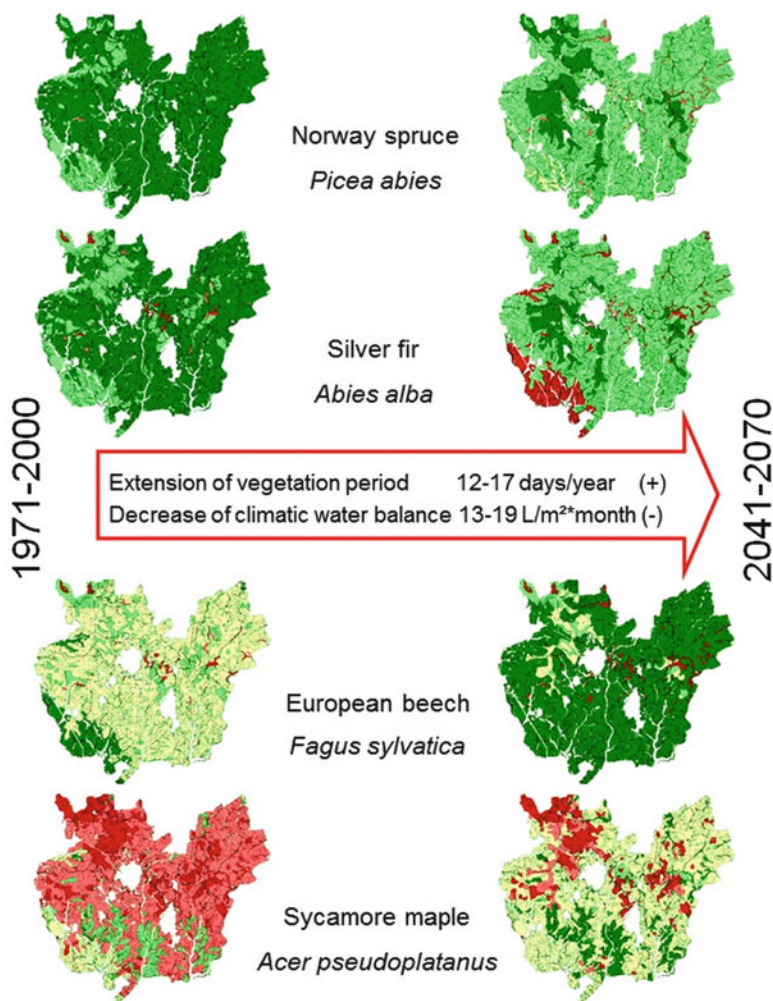 Norway spruce
Picea abies
Silver fir
Abies alba
1971-2000
Extension of vegetation period 12-17 days/year (+)
Decrease of climatic water balance 13-19 L/m²*month (-)
2041-2070
European beech
Fagus sylvatica
Sycamore maple
Acer pseudoplatanus